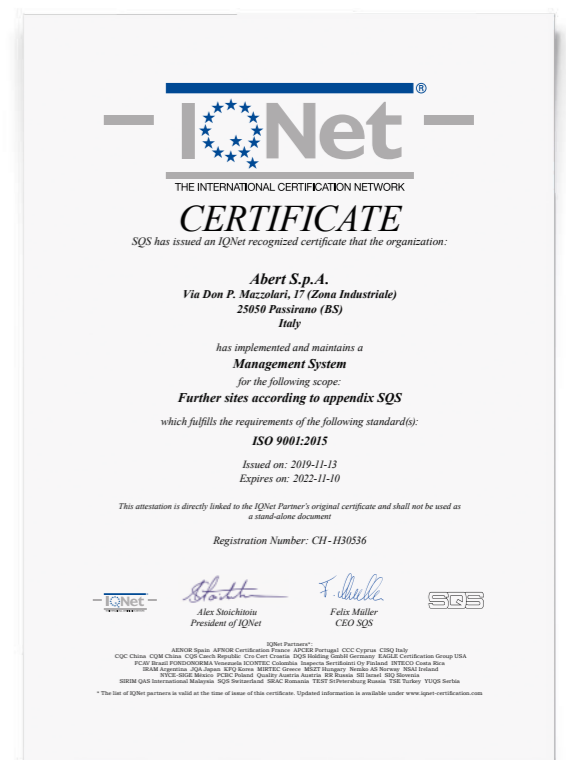 ®
IQNet
THE INTERNATIONAL CERTIFICATION NETWORK
CERTIFICATE
SQS has issued an IQNet recognized certificate that the organization:
Abert S.p.A.
Via Don P. Mazzolari, 17 (Zona Industriale)
25050 Passirano (BS)
Italy
has implemented and maintains a
Management System
for the following scope:
Further sites according to appendix SQS
which fulfills the requirements of the following standard(s):
ISO 9001:2015
Issued on: 2019-11-13
Expires on: 2022-11-10
This attestation is directly linked to the IQNet Partner's original certificate and shall not be used as
a stand-alone document
Registration Number: CH-H30536
IQNet
Alex Stoichitoiu
President of IQNet
F. Müller
Felix Müller
CEO SQS
SQS
IQNet Partners*:
AENOR Spain AFNOR Certification France APCER Portugal CCC Cyprus CISQ Italy
CQC China CQM China CQS Czech Republic Cro Cert Croatia DQS Holding GmbH Germany EAGLE Certification Group USA
FCAV Brazil FONDONORMA Venezuela ICONTEC Colombia Inspecta Sertifiointi Oy Finland INTECO Costa Rica
IRAM Argentina JQA Japan KFQ Korea MIRTEC Greece MSZT Hungary Nemko AS Norway NSAI Ireland
NYCE-SIGE México PCBC Poland Quality Austria Austria RR Russia SII Israel SIQ Slovenia
SIRIM QAS International Malaysia SQS Switzerland SRAC Romania TEST St Petersburg Russia TSE Turkey YUQS Serbia
* The list of IQNet partners is valid at the time of issue of this certificate. Updated information is available under www.iqnet-certification.com